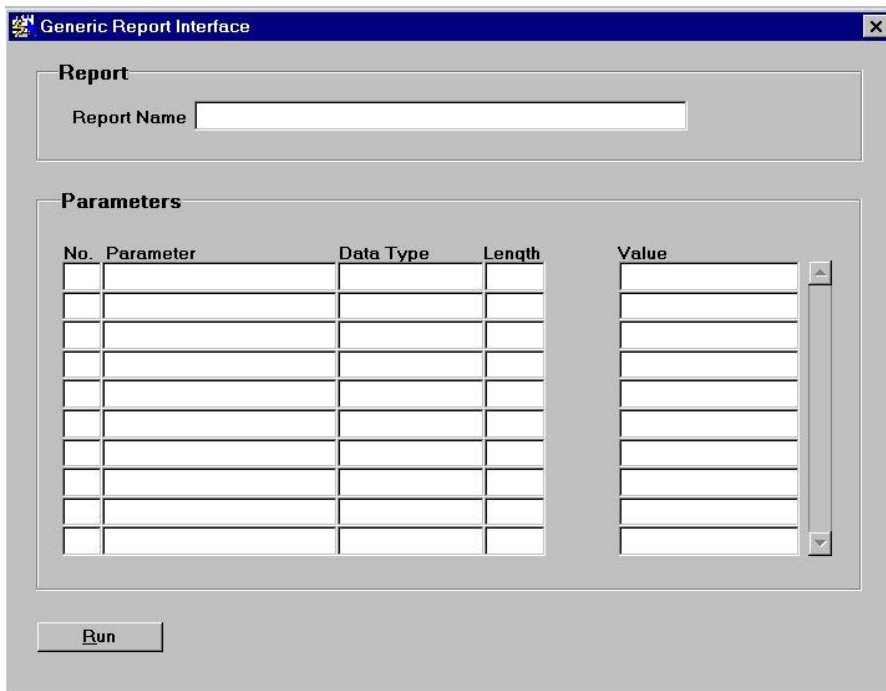 Generic Report Interface
Report
Report Name
Parameters
No. Parameter Data Type Length Value
Run